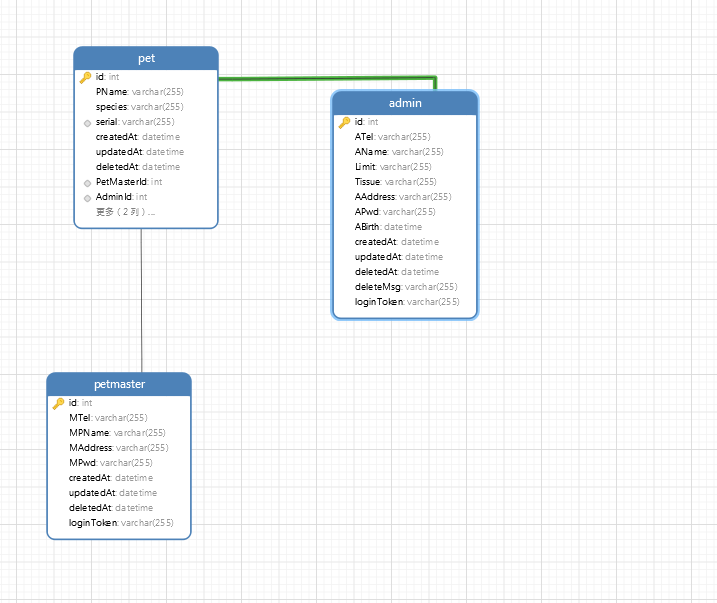 pet
id: int
PName: varchar(255)
species: varchar(255)
serial: varchar(255)
createdAt: datetime
updatedAt: datetime
deletedAt: datetime
PetMasterId: int
AdminId: int
更多 ( 2 列 ) ...
admin
id: int
ATel: varchar(255)
AName: varchar(255)
Limit: varchar(255)
Tissue: varchar(255)
AAddress: varchar(255)
APwd: varchar(255)
ABirth: datetime
createdAt: datetime
updatedAt: datetime
deletedAt: datetime
deleteMsg: varchar(255)
loginToken: varchar(255)
petmaster
id: int
MTel: varchar(255)
MPName: varchar(255)
MAddress: varchar(255)
MPwd: varchar(255)
createdAt: datetime
updatedAt: datetime
deletedAt: datetime
loginToken: varchar(255)